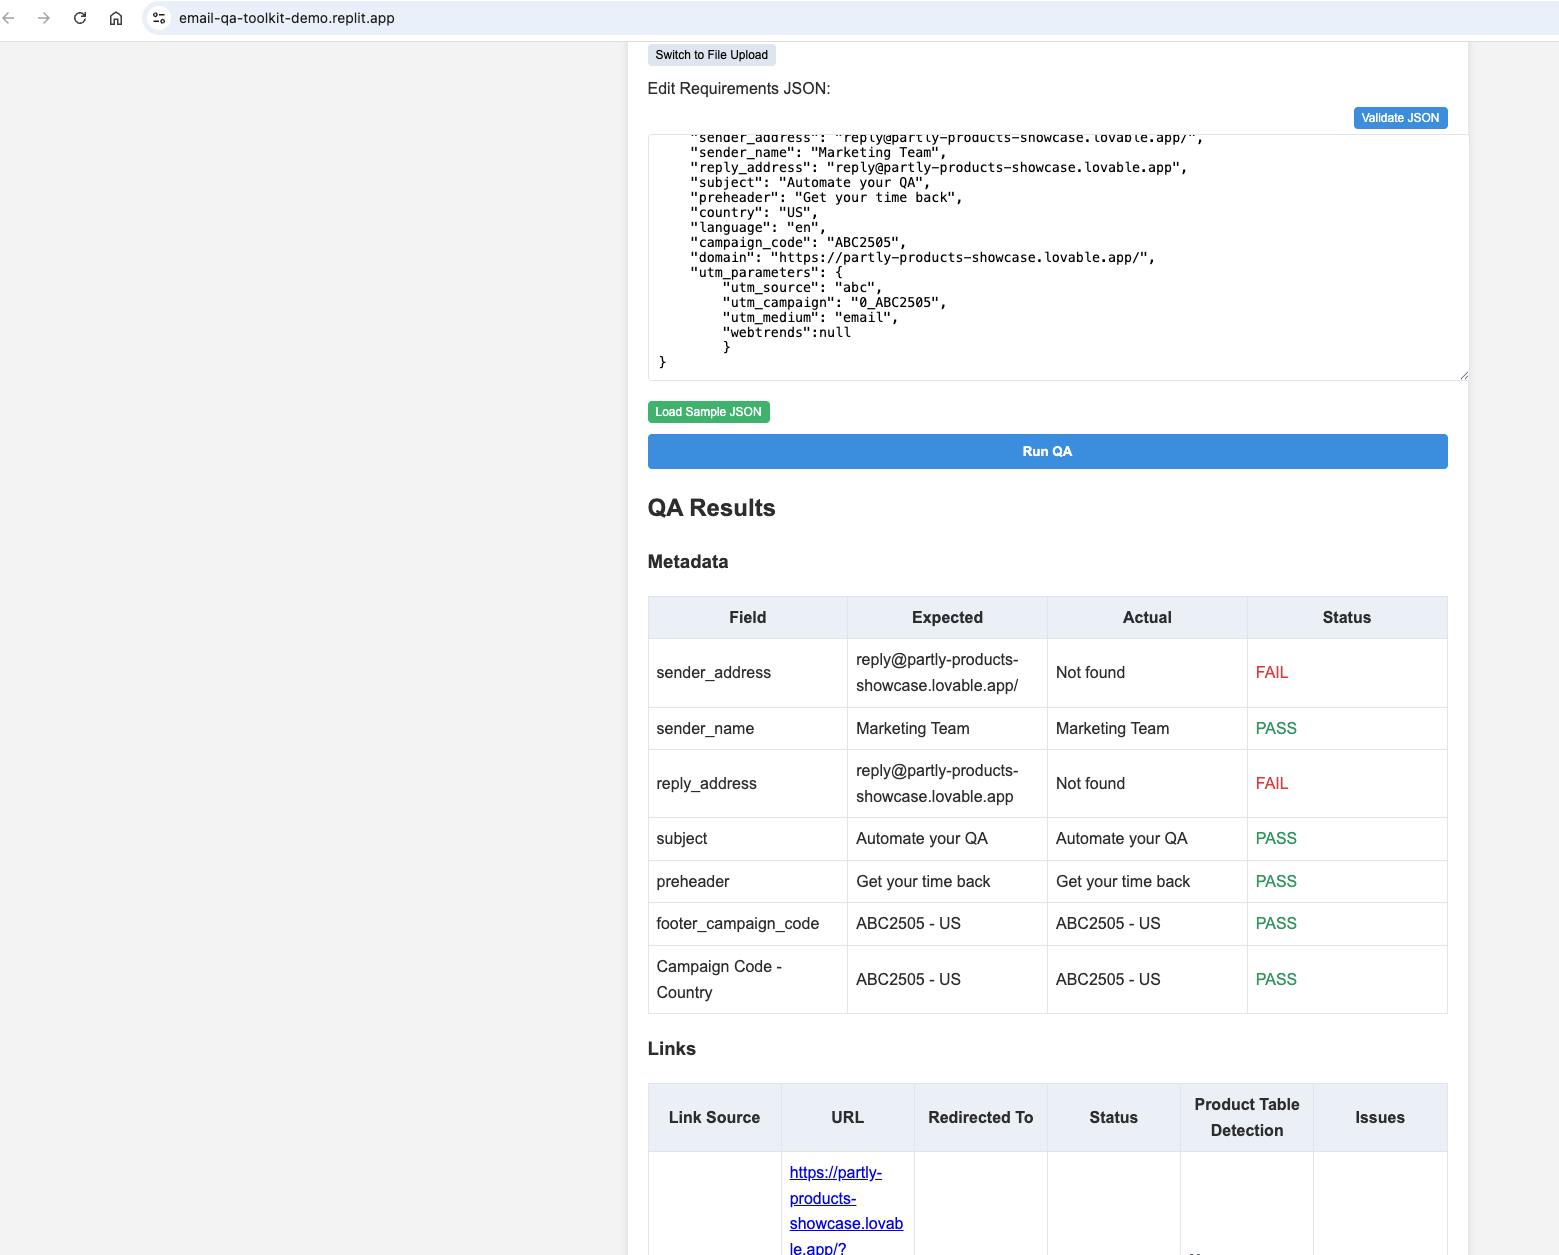 email-qa-toolkit-demo.replit.app
Switch to File Upload
Edit Requirements JSON:
Validate JSON
"sender_address": "reply@partly-products-showcase.lovable.app/",
"sender_name": "Marketing Team",
"reply_address": "reply@partly-products-showcase.lovable.app",
"subject": "Automate your QA",
"preheader": "Get your time back",
"country": "US",
"language": "en",
"campaign_code": "ABC2505",
"domain": "https://partly-products-showcase.lovable.app/",
"utm_parameters": {
"utm_source": "abc",
"utm_campaign": "0_ABC2505",
"utm_medium": "email",
"webtrends":null
}
}
Load Sample JSON
Run QA
QA Results
Metadata
Field Expected Actual Status
sender_address reply@partly-products-
showcase.lovable.app/ Not found FAIL
sender_name Marketing Team Marketing Team PASS
reply_address reply@partly-products-
showcase.lovable.app Not found FAIL
subject Automate your QA Automate your QA PASS
preheader Get your time back Get your time back PASS
footer_campaign_code ABC2505 - US ABC2505 - US PASS
Campaign Code -
Country ABC2505 - US ABC2505 - US PASS
Links
Link Source URL Redirected To Status Product Table
Detection Issues
https://partly-
products-
showcase.lovab
le.app/?